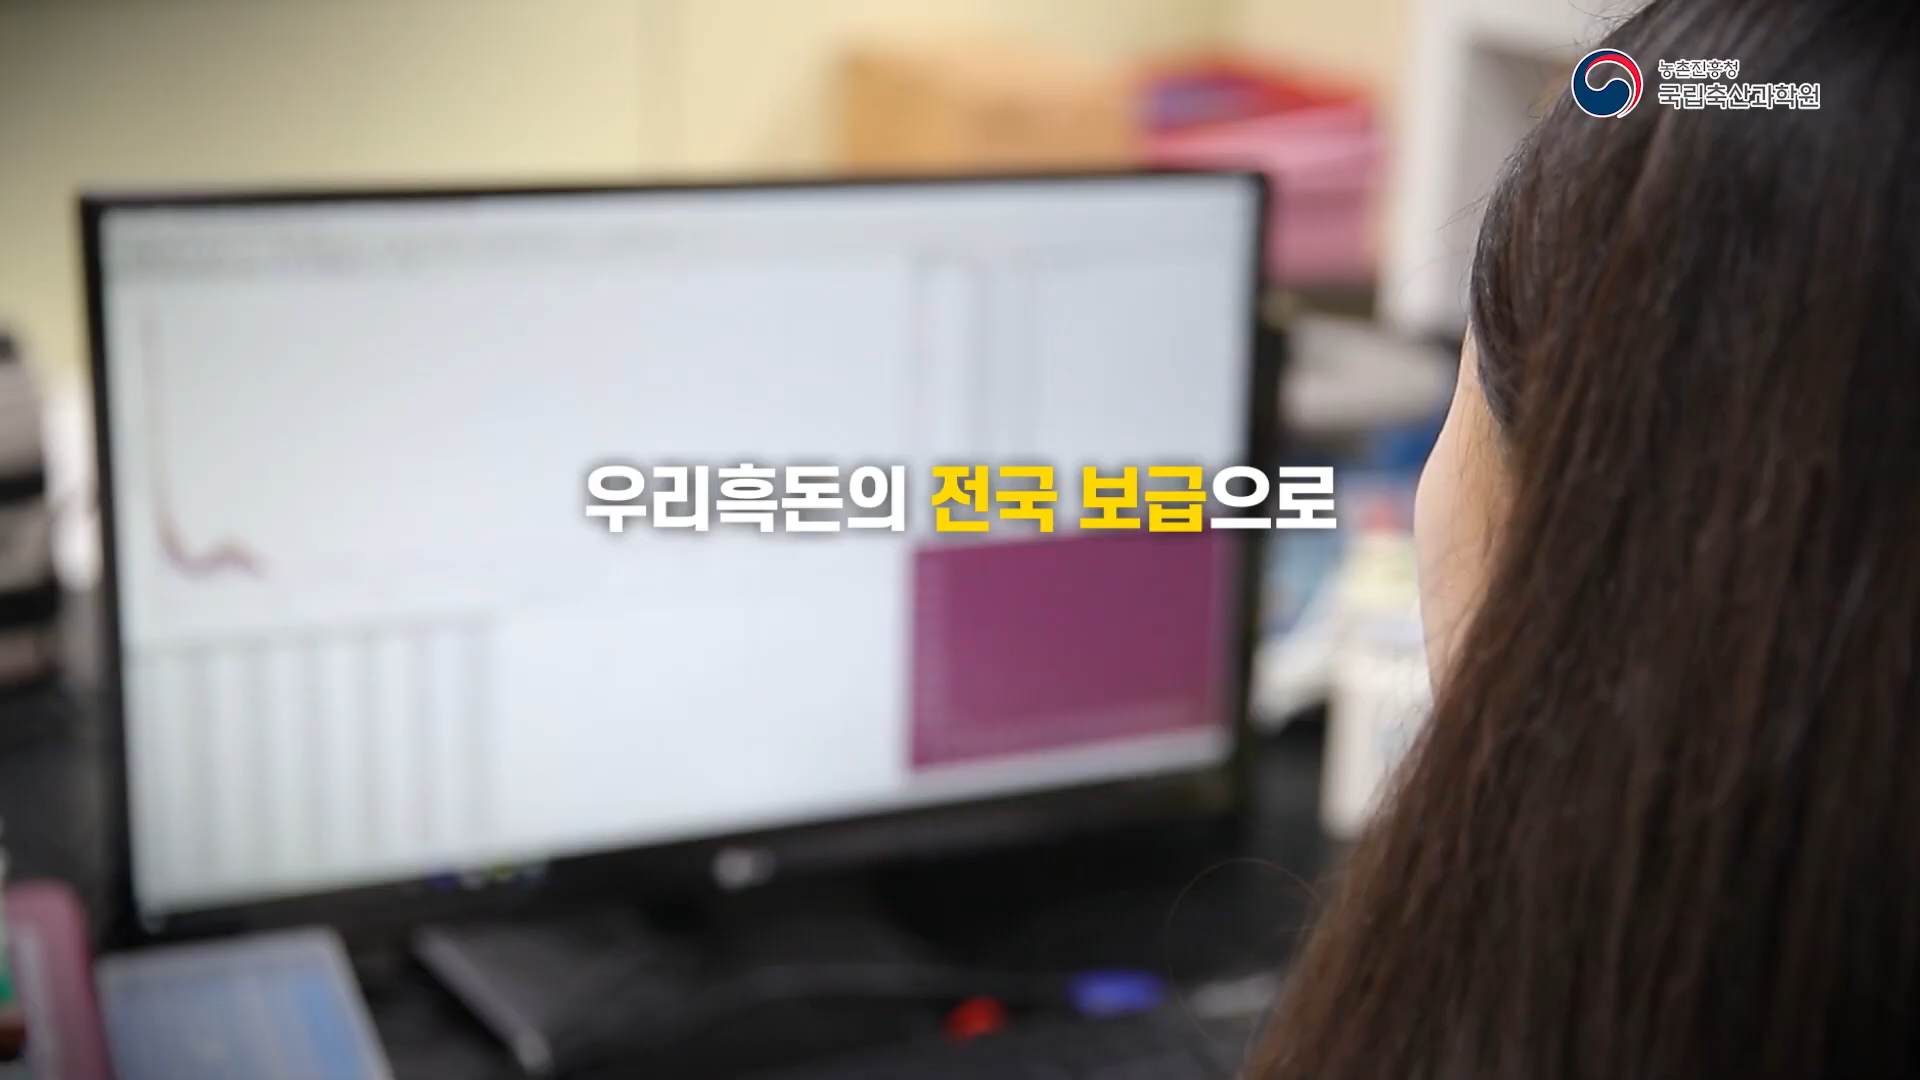 농촌진흥청
국립축산과학원
우리흑돈의 전국 보급으로